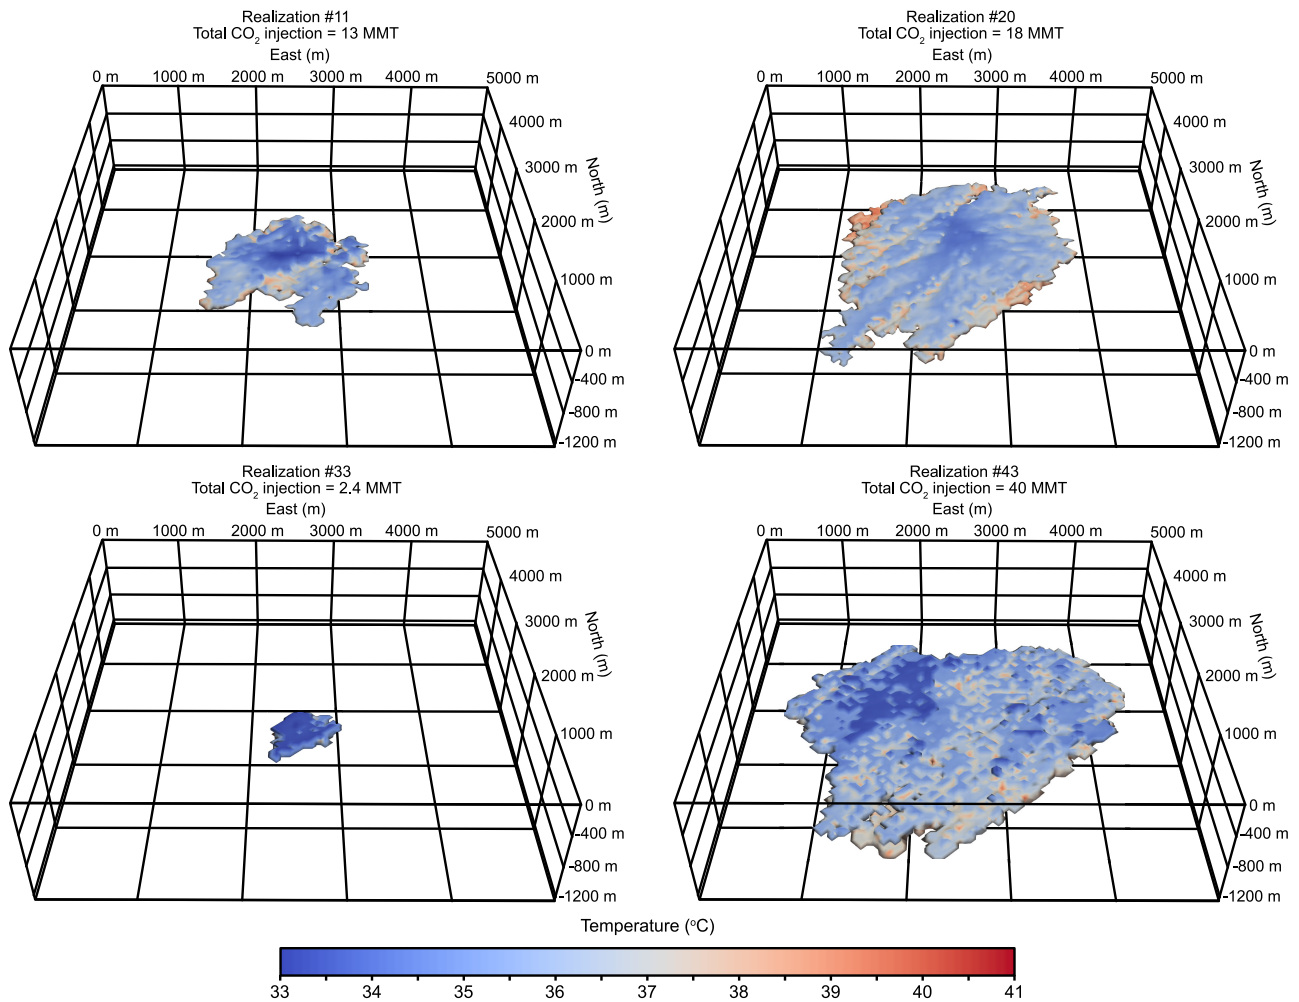 Realization #11
Total CO2 injection = 13 MMT
East (m)
0 m 1000 m 2000 m 3000 m 4000 m 5000 m
4000 m
3000 m
North (m)
2000 m
1000 m
0 m
-400 m
-800 m
-1200 m
Realization #20
Total CO2 injection = 18 MMT
East (m)
0 m 1000 m 2000 m 3000 m 4000 m 5000 m
4000 m
3000 m
North (m)
2000 m
1000 m
0 m
-400 m
-800 m
-1200 m
Realization #33
Total CO2 injection = 2.4 MMT
East (m)
0 m 1000 m 2000 m 3000 m 4000 m 5000 m
4000 m
3000 m
North (m)
2000 m
1000 m
0 m
-400 m
-800 m
-1200 m
Realization #43
Total CO2 injection = 40 MMT
East (m)
0 m 1000 m 2000 m 3000 m 4000 m 5000 m
4000 m
3000 m
North (m)
2000 m
1000 m
0 m
-400 m
-800 m
-1200 m
Temperature (°C)
33 34 35 36 37 38 39 40 41